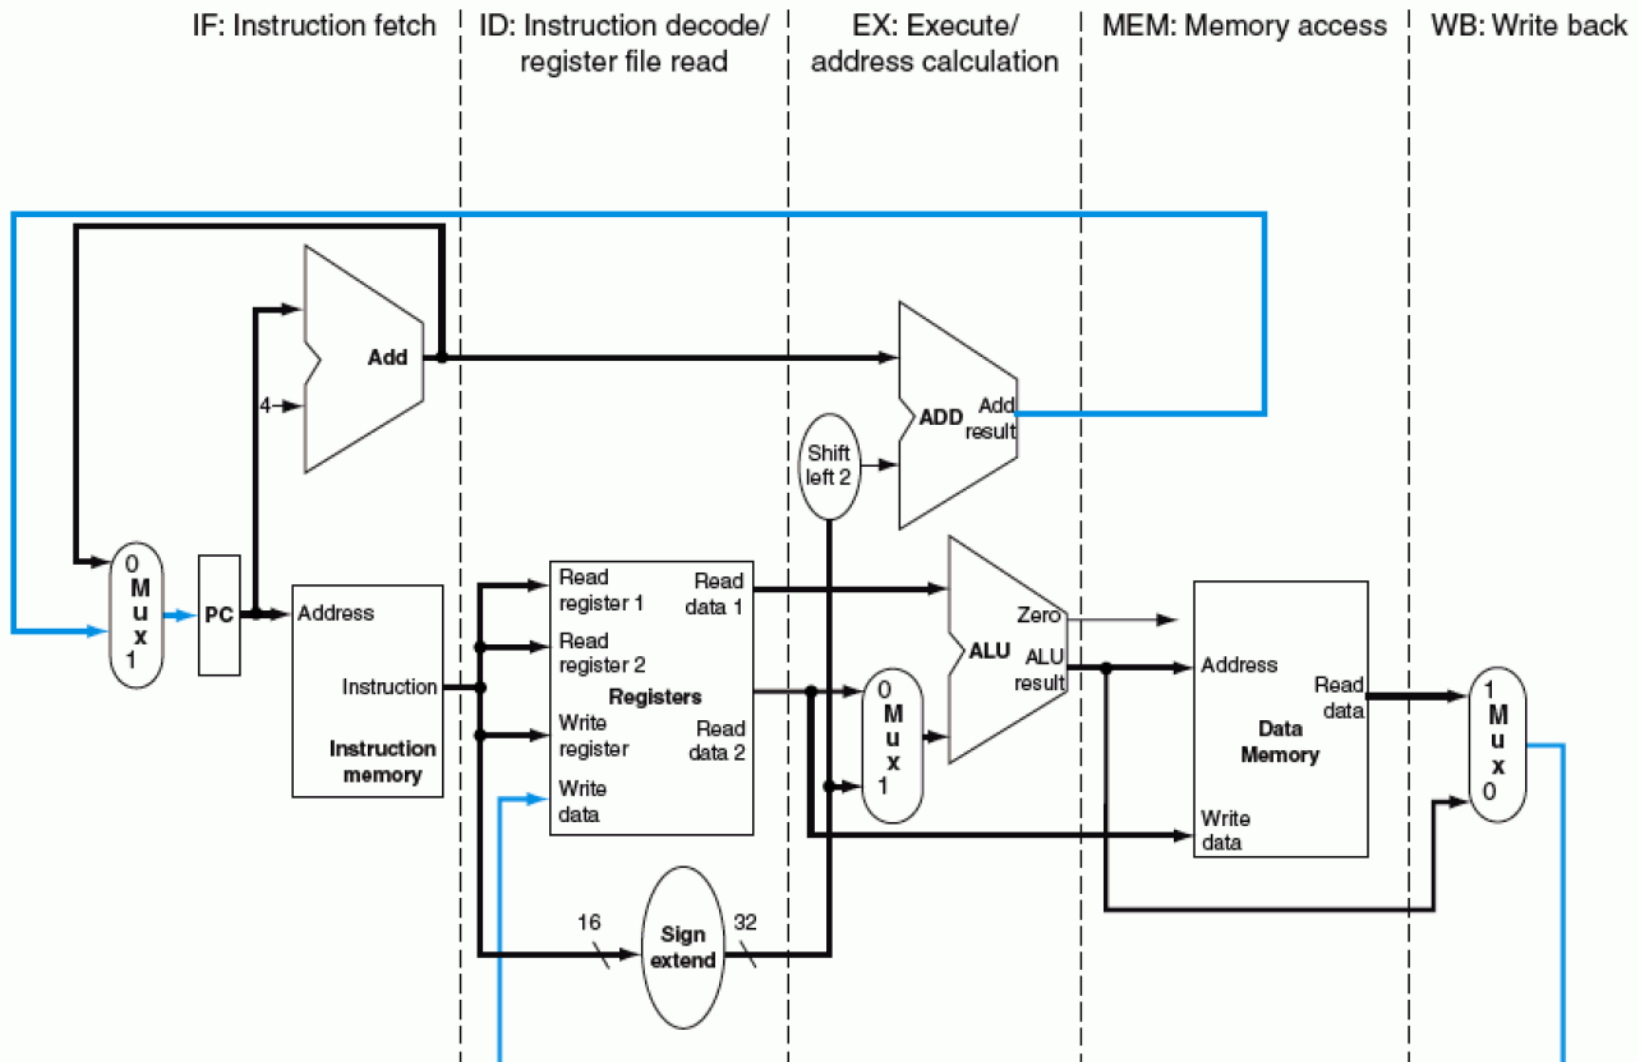 IF: Instruction fetch
ID: Instruction decode/
register file read
EX: Execute/
address calculation
MEM: Memory access
WB: Write back
Add
4
ADD
Add
result
Shift
left 2
0
M
u
x
1
PC
Address
Instruction
Instruction
memory
Read
register 1
Read
register 2
Registers
Write
register
Write
data
Read
data 1
Read
data 2
16
Sign
extend
32
0
M
u
x
1
Zero
ALU
ALU
result
Address
Read
data
Data
Memory
Write
data
1
M
u
x
0